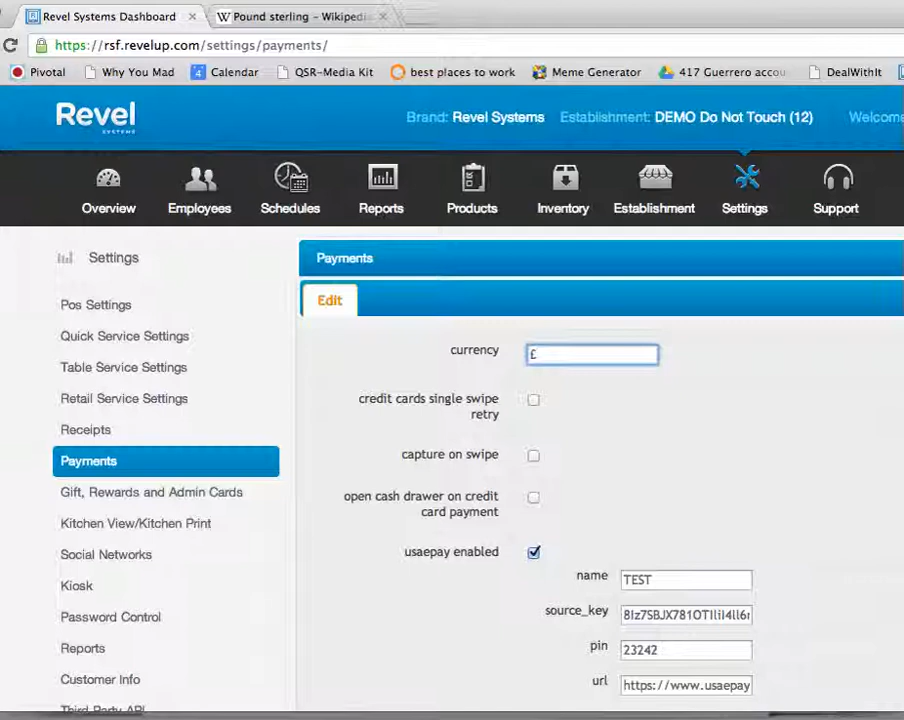 Revel Systems Dashboard × W Pound sterling – Wikipedi ×
https://rsf.revelup.com/settings/payments/
Pivotal Why You Mad 4 Calendar QSR-Media Kit best places to work Meme Generator 417 Guerrero accou DealWithIt
Revel
SYSTEMS
Brand: Revel Systems Establishment: DEMO Do Not Touch (12) Welcome
Overview Employees Schedules Reports Products Inventory Establishment Settings Support
Settings
Pos Settings
Quick Service Settings
Table Service Settings
Retail Service Settings
Receipts
Payments
Gift, Rewards and Admin Cards
Kitchen View/Kitchen Print
Social Networks
Kiosk
Password Control
Reports
Customer Info
Third Party API
Payments
Edit
currency £
credit cards single swipe
retry
capture on swipe
open cash drawer on credit
card payment
usaepay enabled
name TEST
source_key
pin 23242
url https://www.usaepay